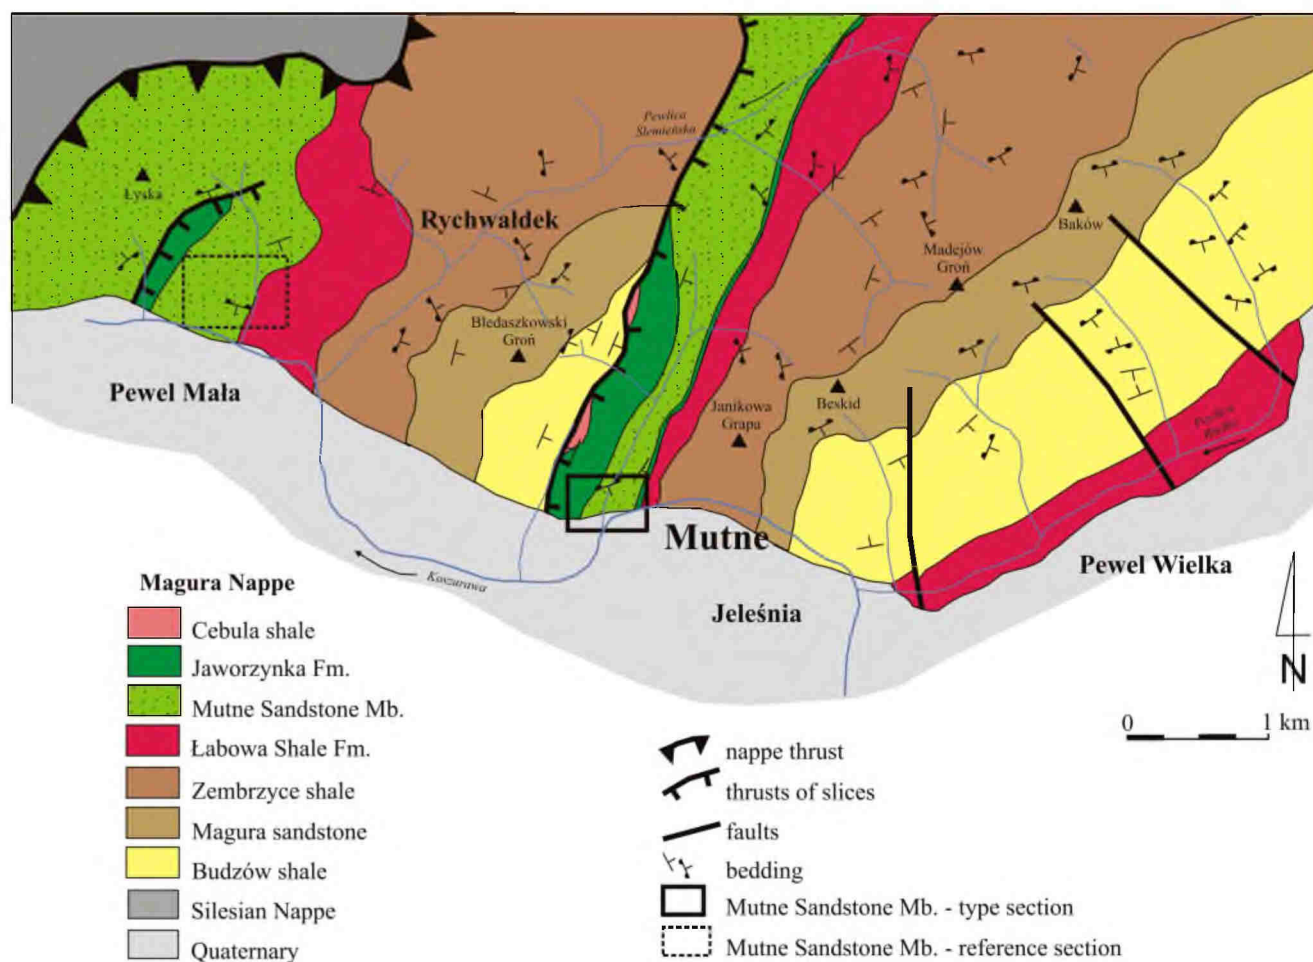 Pewlica
Ślemieńska
Łyska
Rychwałdek
Baków
Madejów
Groń
Błedaszkowski
Groń
Pewel Mała
Janikowa
Grapa
Beskid
Pewlica
Mutne
Pewel Wielka
Koszarawa
Jeleśnia
Magura Nappe
Cebula shale
Jaworzynka Fm.
Mutne Sandstone Mb.
Łabowa Shale Fm.
Zembrzyce shale
Magura sandstone
Budzów shale
Silesian Nappe
Quaternary
nappe thrust
thrusts of slices
faults
bedding
Mutne Sandstone Mb. - type section
Mutne Sandstone Mb. - reference section
N
0 1 km